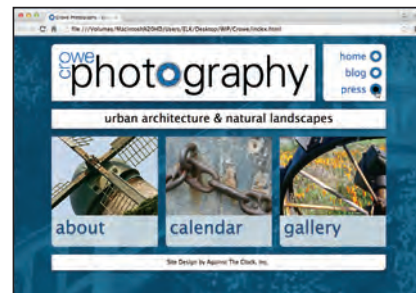 Crowe Photography
file:///Volumes/Macintosh%20HD/Users/ELK/Desktop/WIP/Crowe/index.html
crowe
photography
home
blog
press
urban architecture & natural landscapes
about calendar gallery
Site Design by Against The Clock, Inc.